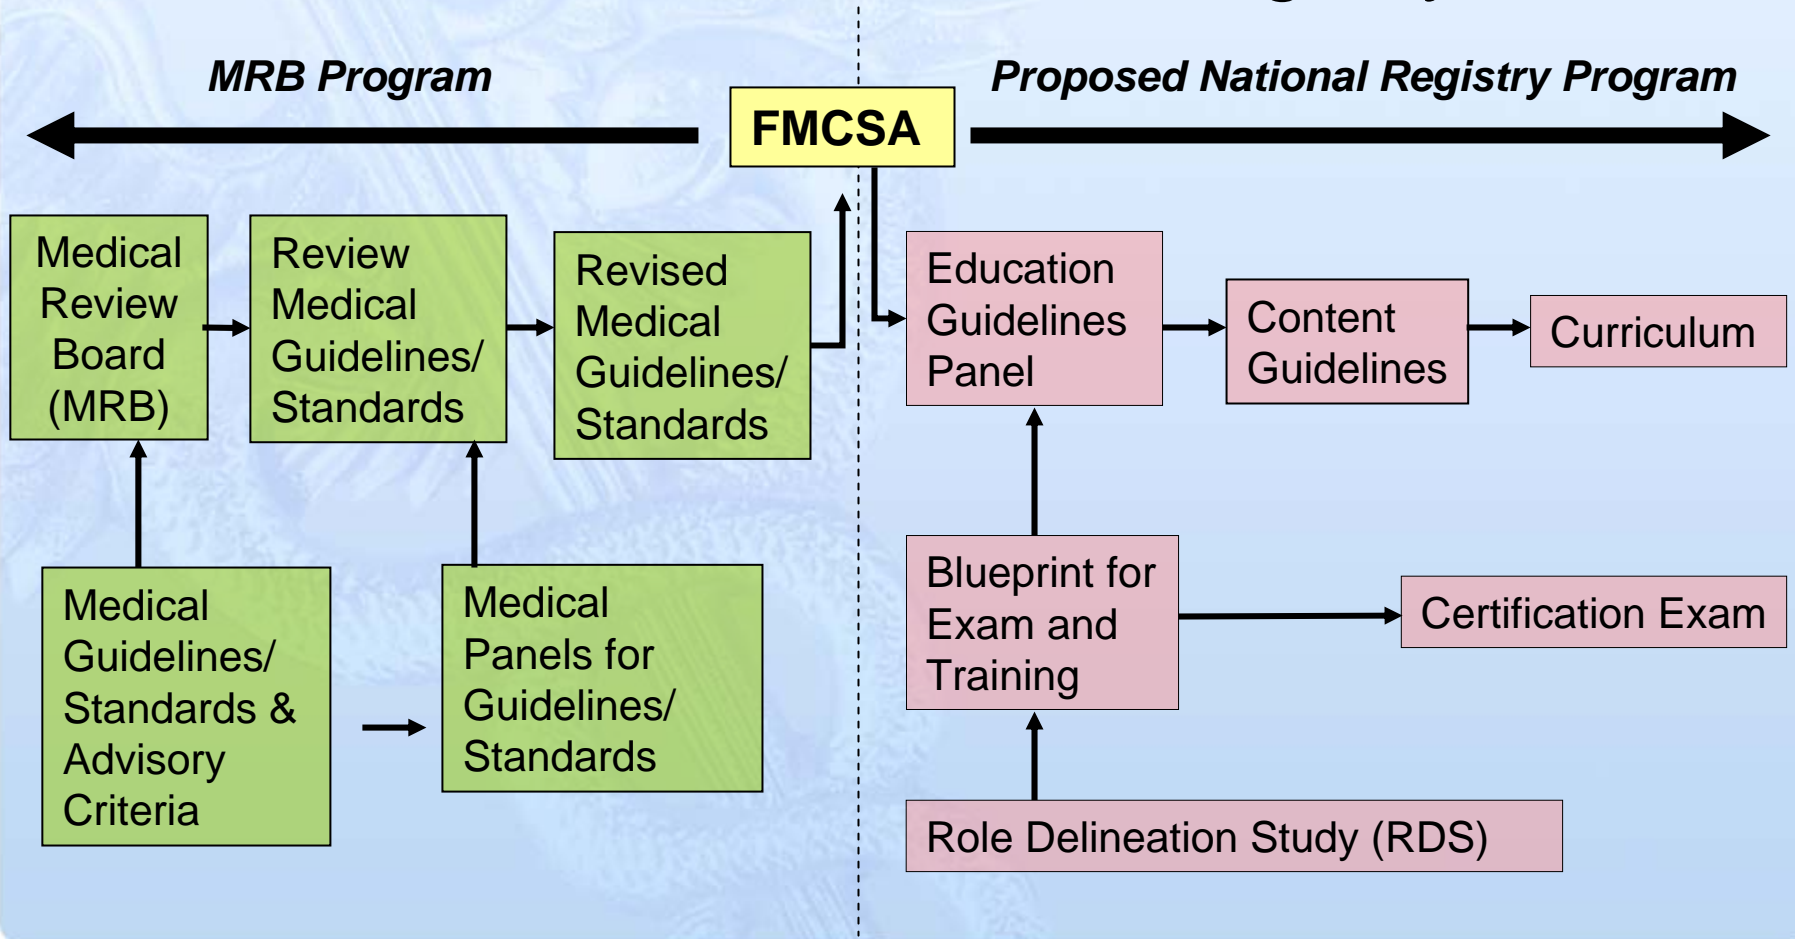 MRB Program
Proposed National Registry Program
FMCSA
Medical
Review
Board
(MRB)
Review
Medical
Guidelines/
Standards
Revised
Medical
Guidelines/
Standards
Education
Guidelines
Panel
Content
Guidelines
Curriculum
Medical
Guidelines/
Standards &
Advisory
Criteria
Medical
Panels for
Guidelines/
Standards
Blueprint for
Exam and
Training
Certification Exam
Role Delineation Study (RDS)